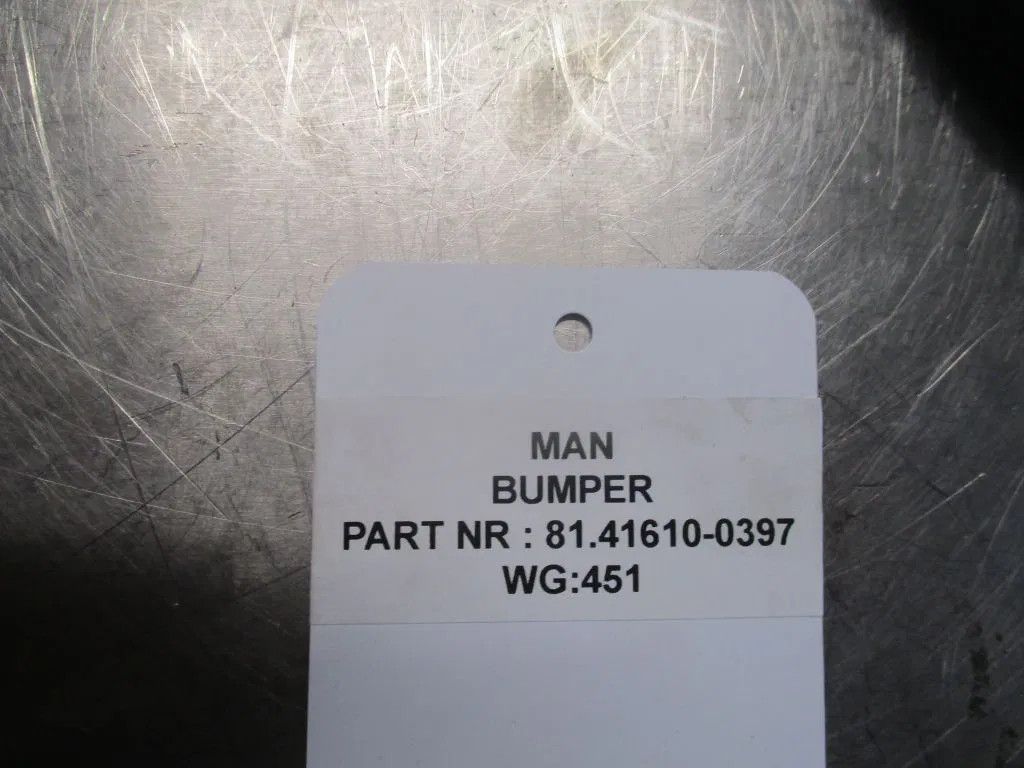 MAN
BUMPER
PART NR : 81.41610-0397
WG:451